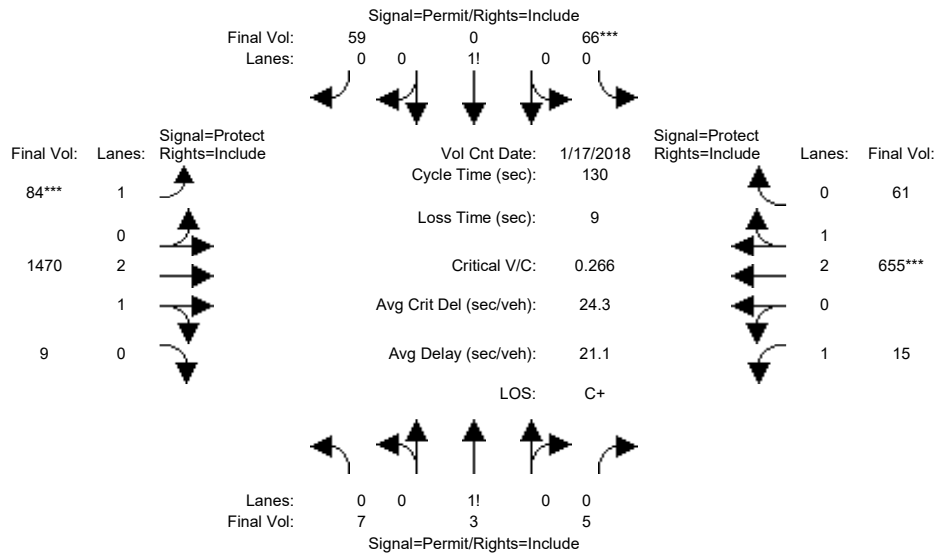 Signal=Permit/Rights=Include
Final Vol: 59 0 66***
Lanes: 0 0 1! 0 0
Signal=Protect Signal=Protect
Final Vol: Lanes: Rights=Include Vol Cnt Date: 1/17/2018 Rights=Include Lanes: Final Vol:
Cycle Time (sec): 130
84*** 1 0 61
Loss Time (sec): 9
0 1
1470 2 Critical V/C: 0.266 2 655***
1 Avg Crit Del (sec/veh): 24.3 0
9 0 Avg Delay (sec/veh): 21.1 1 15
LOS: C+
Lanes: 0 0 1! 0 0
Final Vol: 7 3 5
Signal=Permit/Rights=Include